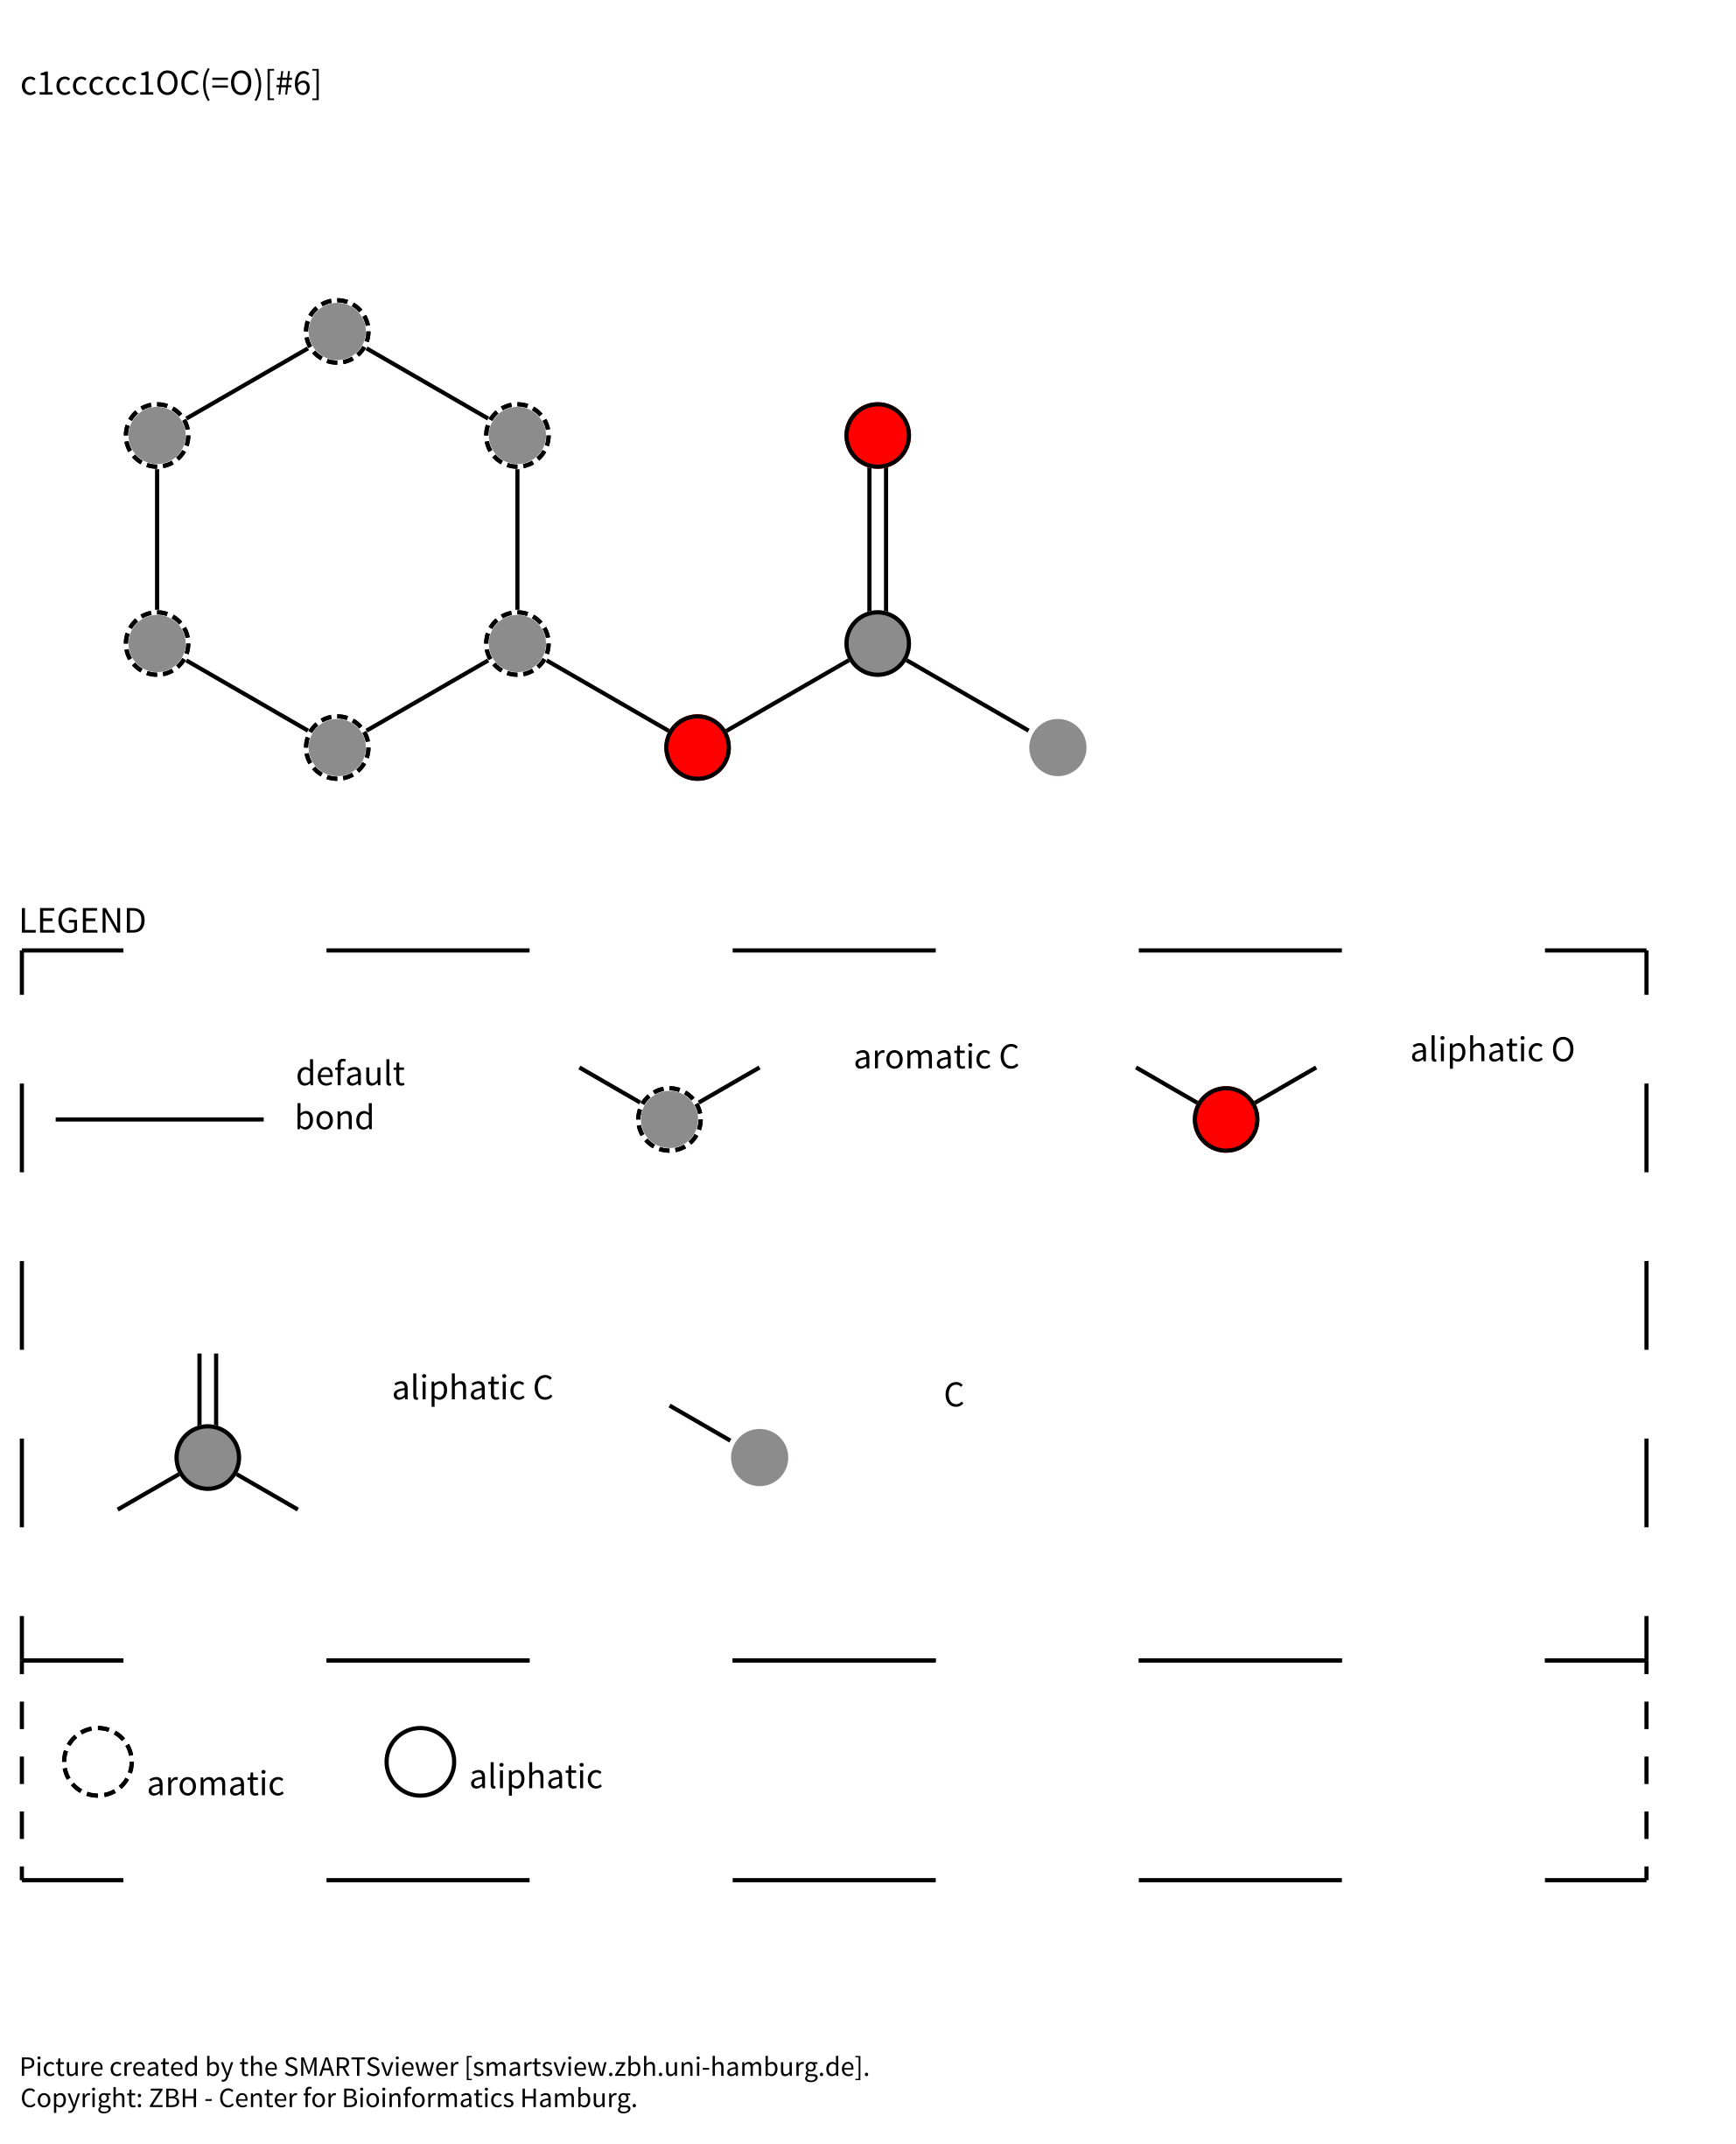 c1ccccc1OC(=O)[#6]
LEGEND
default
bond
aromatic C
aliphatic O
aliphatic C
C
aromatic
aliphatic
Picture created by the SMARTSviewer [smartsview.zbh.uni-hamburg.de].
Copyright: ZBH - Center for Bioinformatics Hamburg.